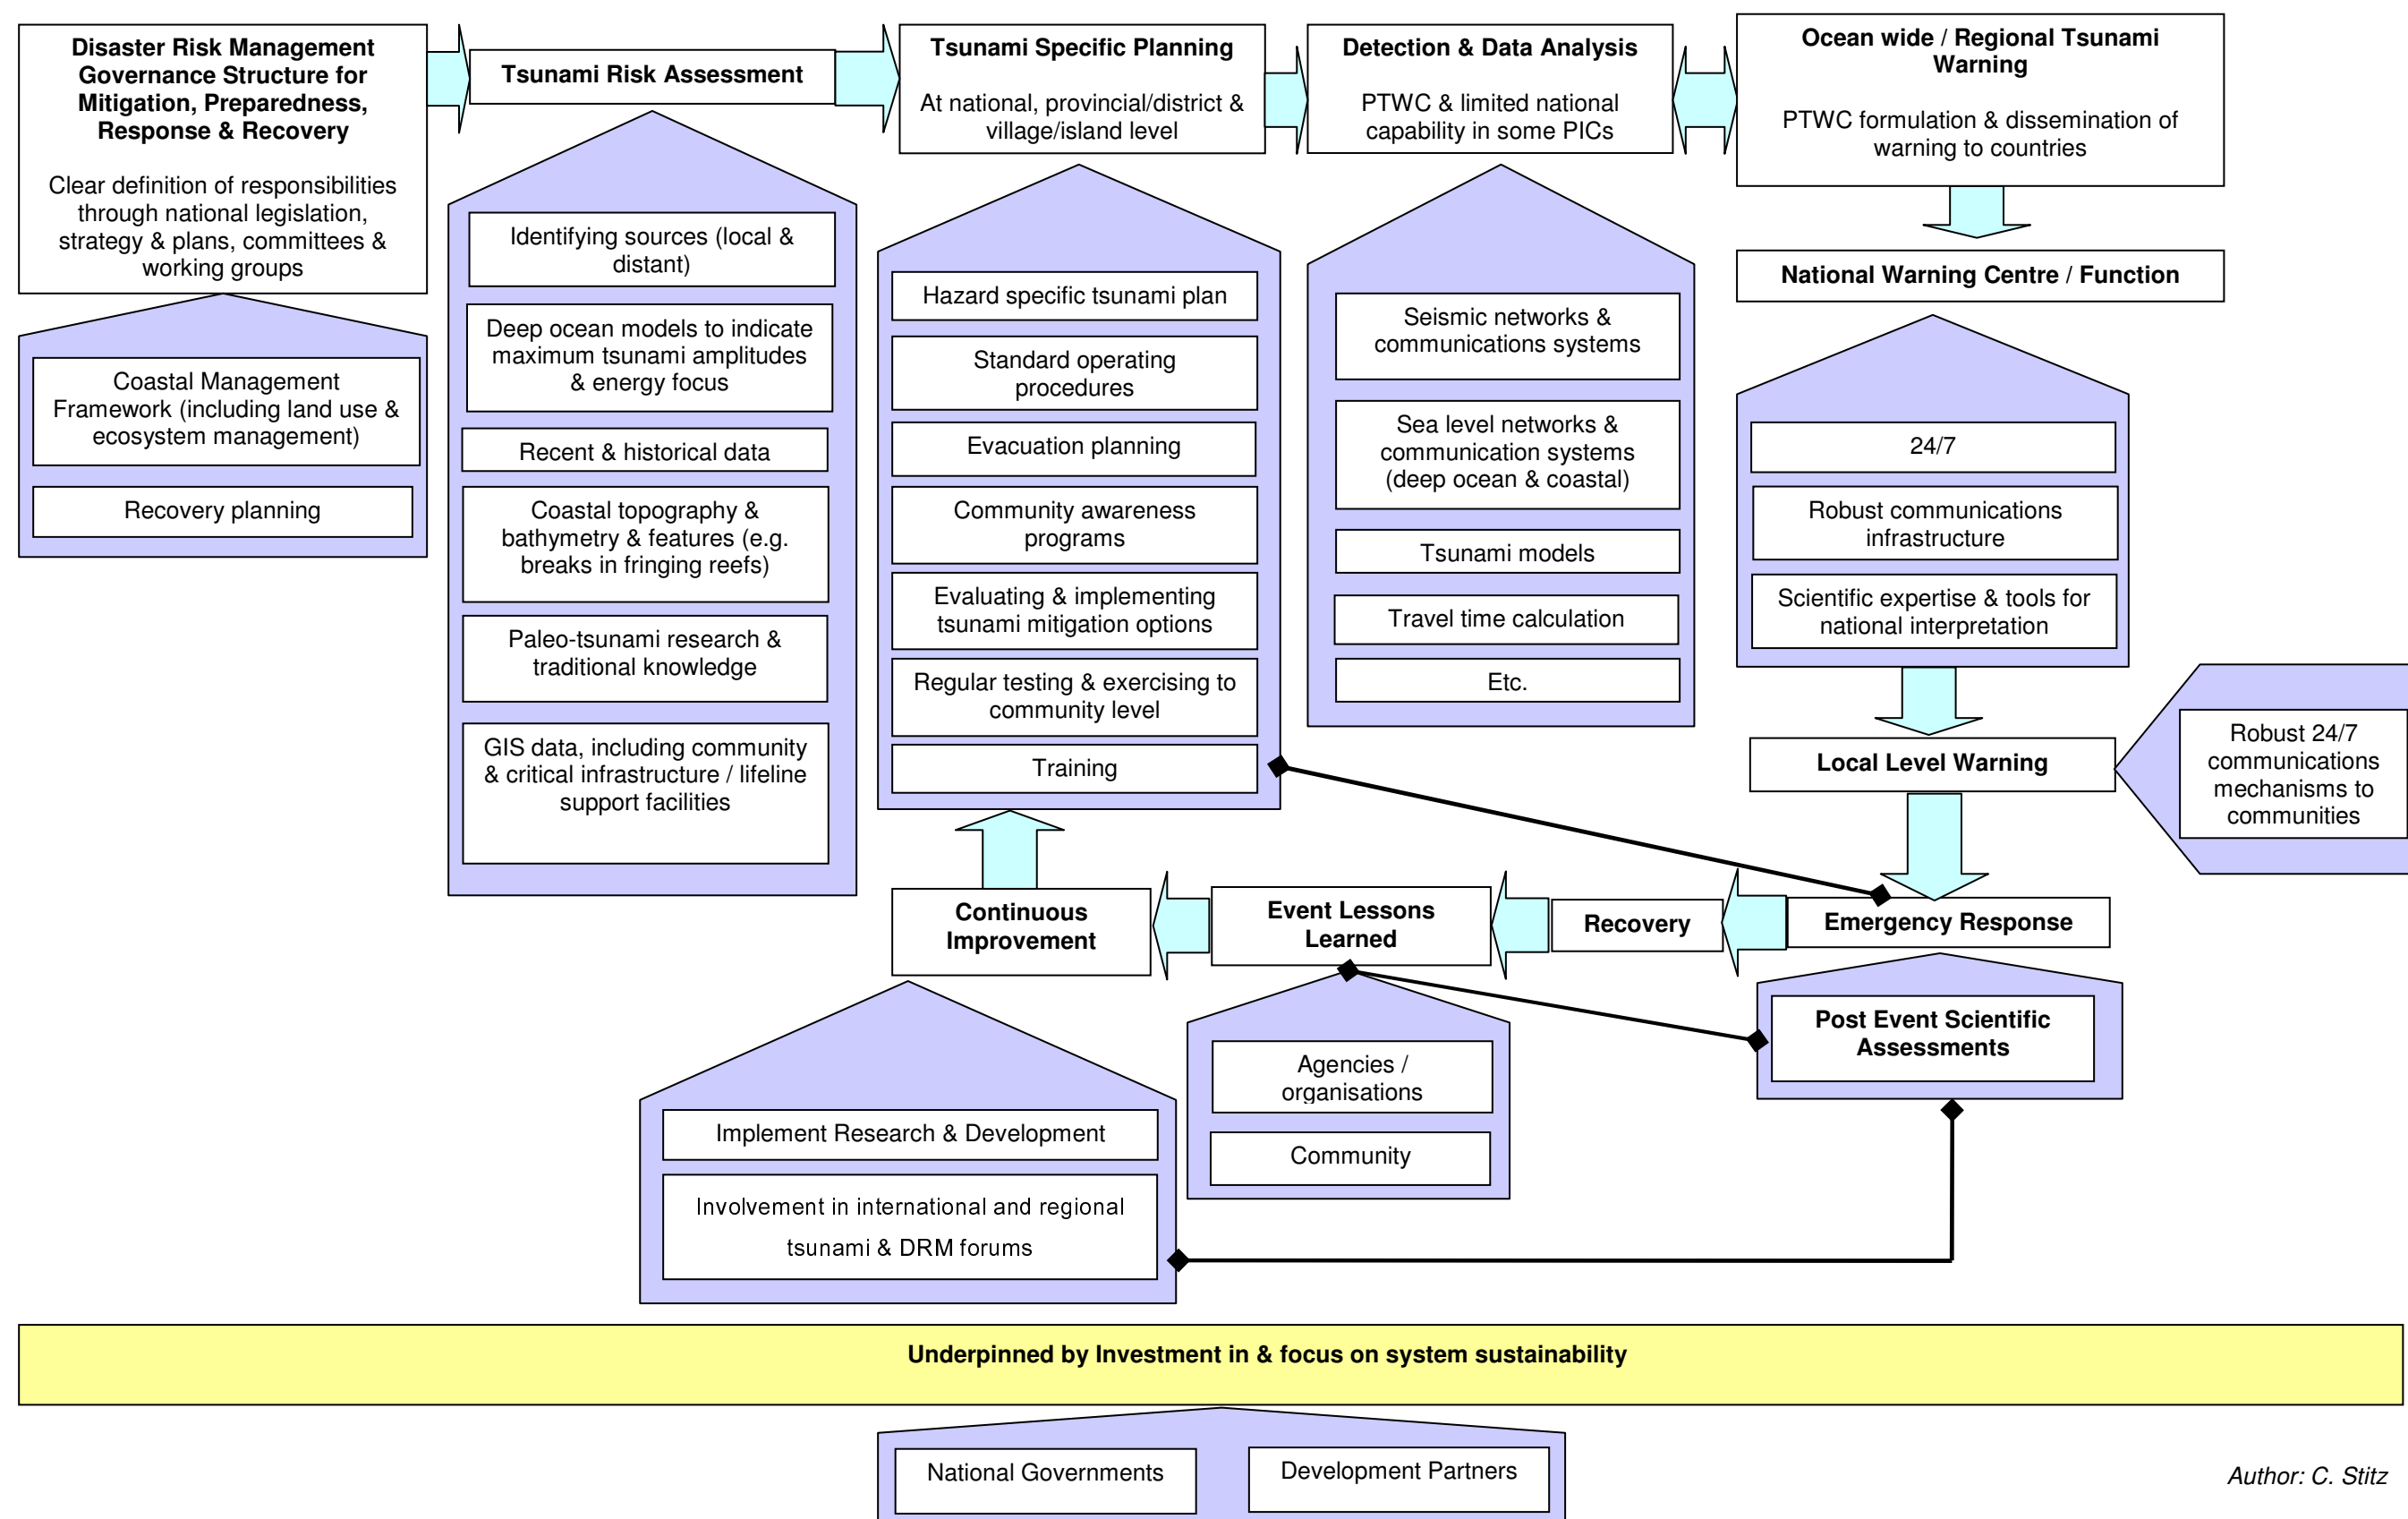 Disaster Risk Management
Governance Structure for
Mitigation, Preparedness,
Response & Recovery
Clear definition of responsibilities
through national legislation,
strategy & plans, committees &
working groups
Coastal Management
Framework (including land use &
ecosystem management)
Recovery planning
Tsunami Risk Assessment
Identifying sources (local &
distant)
Deep ocean models to indicate
maximum tsunami amplitudes
& energy focus
Recent & historical data
Coastal topography &
bathymetry & features (e.g.
breaks in fringing reefs)
Paleo-tsunami research &
traditional knowledge
GIS data, including community
& critical infrastructure / lifeline
support facilities
Tsunami Specific Planning
At national, provincial/district &
village/island level
Hazard specific tsunami plan
Standard operating
procedures
Evacuation planning
Community awareness
programs
Evaluating & implementing
tsunami mitigation options
Regular testing & exercising to
community level
Training
Detection & Data Analysis
PTWC & limited national
capability in some PICs
Seismic networks &
communications systems
Sea level networks &
communication systems
(deep ocean & coastal)
Tsunami models
Travel time calculation
Etc.
Ocean wide / Regional Tsunami
Warning
PTWC formulation & dissemination of
warning to countries
National Warning Centre / Function
24/7
Robust communications
infrastructure
Scientific expertise & tools for
national interpretation
Local Level Warning
Robust 24/7
communications
mechanisms to
communities
Emergency Response
Post Event Scientific
Assessments
Recovery
Event Lessons
Learned
Agencies /
organisations
Community
Continuous
Improvement
Implement Research & Development
Involvement in international and regional
tsunami & DRM forums
Underpinned by Investment in & focus on system sustainability
National Governments
Development Partners
Author: C. Stitz